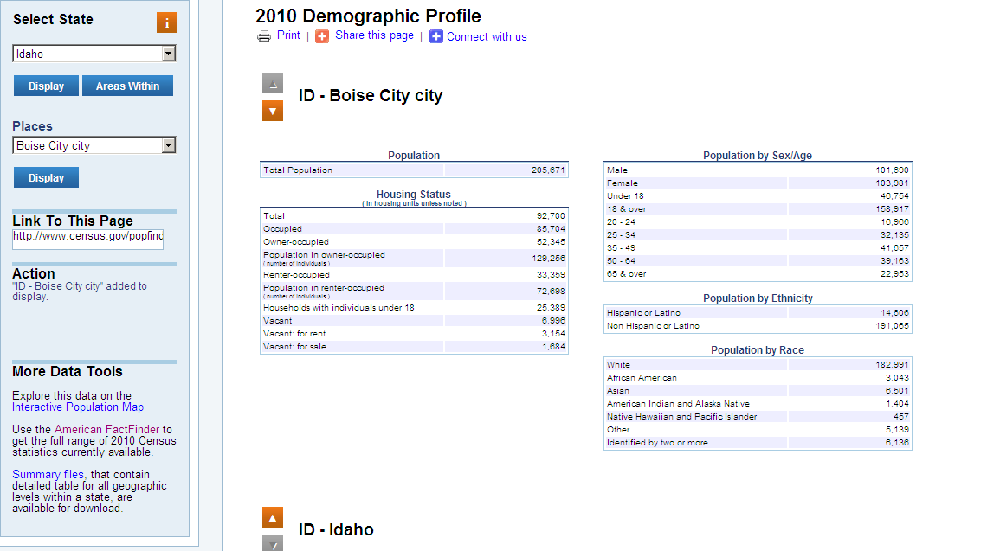 Select State
i
Idaho
Display
Areas Within
Places
Boise City city
Display
Link To This Page
http://www.census.gov/popfind
Action
"ID - Boise City city" added to
display.
More Data Tools
Explore this data on the
Interactive Population Map
Use the American FactFinder to
get the full range of 2010 Census
statistics currently available.
Summary files, that contain
detailed table for all geographic
levels within a state, are
available for download.
2010 Demographic Profile
Print | Share this page | Connect with us
ID - Boise City city
Population
Total Population 205,671
Housing Status
( in housing units unless noted )
Total 92,700
Occupied 85,704
Owner-occupied 52,345
Population in owner-occupied
( number of individuals ) 129,256
Renter-occupied 33,359
Population in renter-occupied
( number of individuals ) 72,698
Households with individuals under 18 25,389
Vacant 6,996
Vacant: for rent 3,154
Vacant: for sale 1,684
Population by Sex/Age
Male 101,690
Female 103,981
Under 18 46,754
18 & over 158,917
20 - 24 16,966
25 - 34 32,135
35 - 49 41,657
50 - 64 39,163
65 & over 22,953
Population by Ethnicity
Hispanic or Latino 14,606
Non Hispanic or Latino 191,065
Population by Race
White 182,991
African American 3,043
Asian 6,501
American Indian and Alaska Native 1,404
Native Hawaiian and Pacific Islander 457
Other 5,139
Identified by two or more 6,136
ID - Idaho